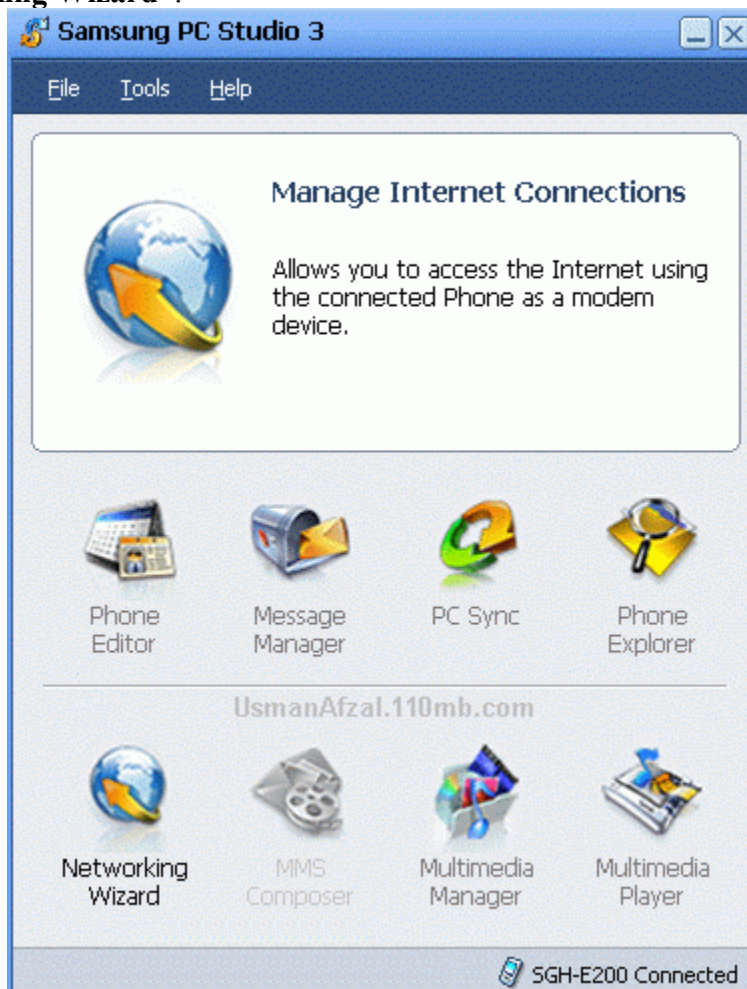 ing Wizard".
Samsung PC Studio 3
File Tools Help
Manage Internet Connections
Allows you to access the Internet using
the connected Phone as a modem
device.
Phone Editor
Message Manager
PC Sync
Phone Explorer
UsmanAfzal.110mb.com
Networking Wizard
MMS Composer
Multimedia Manager
Multimedia Player
SGH-E200 Connected